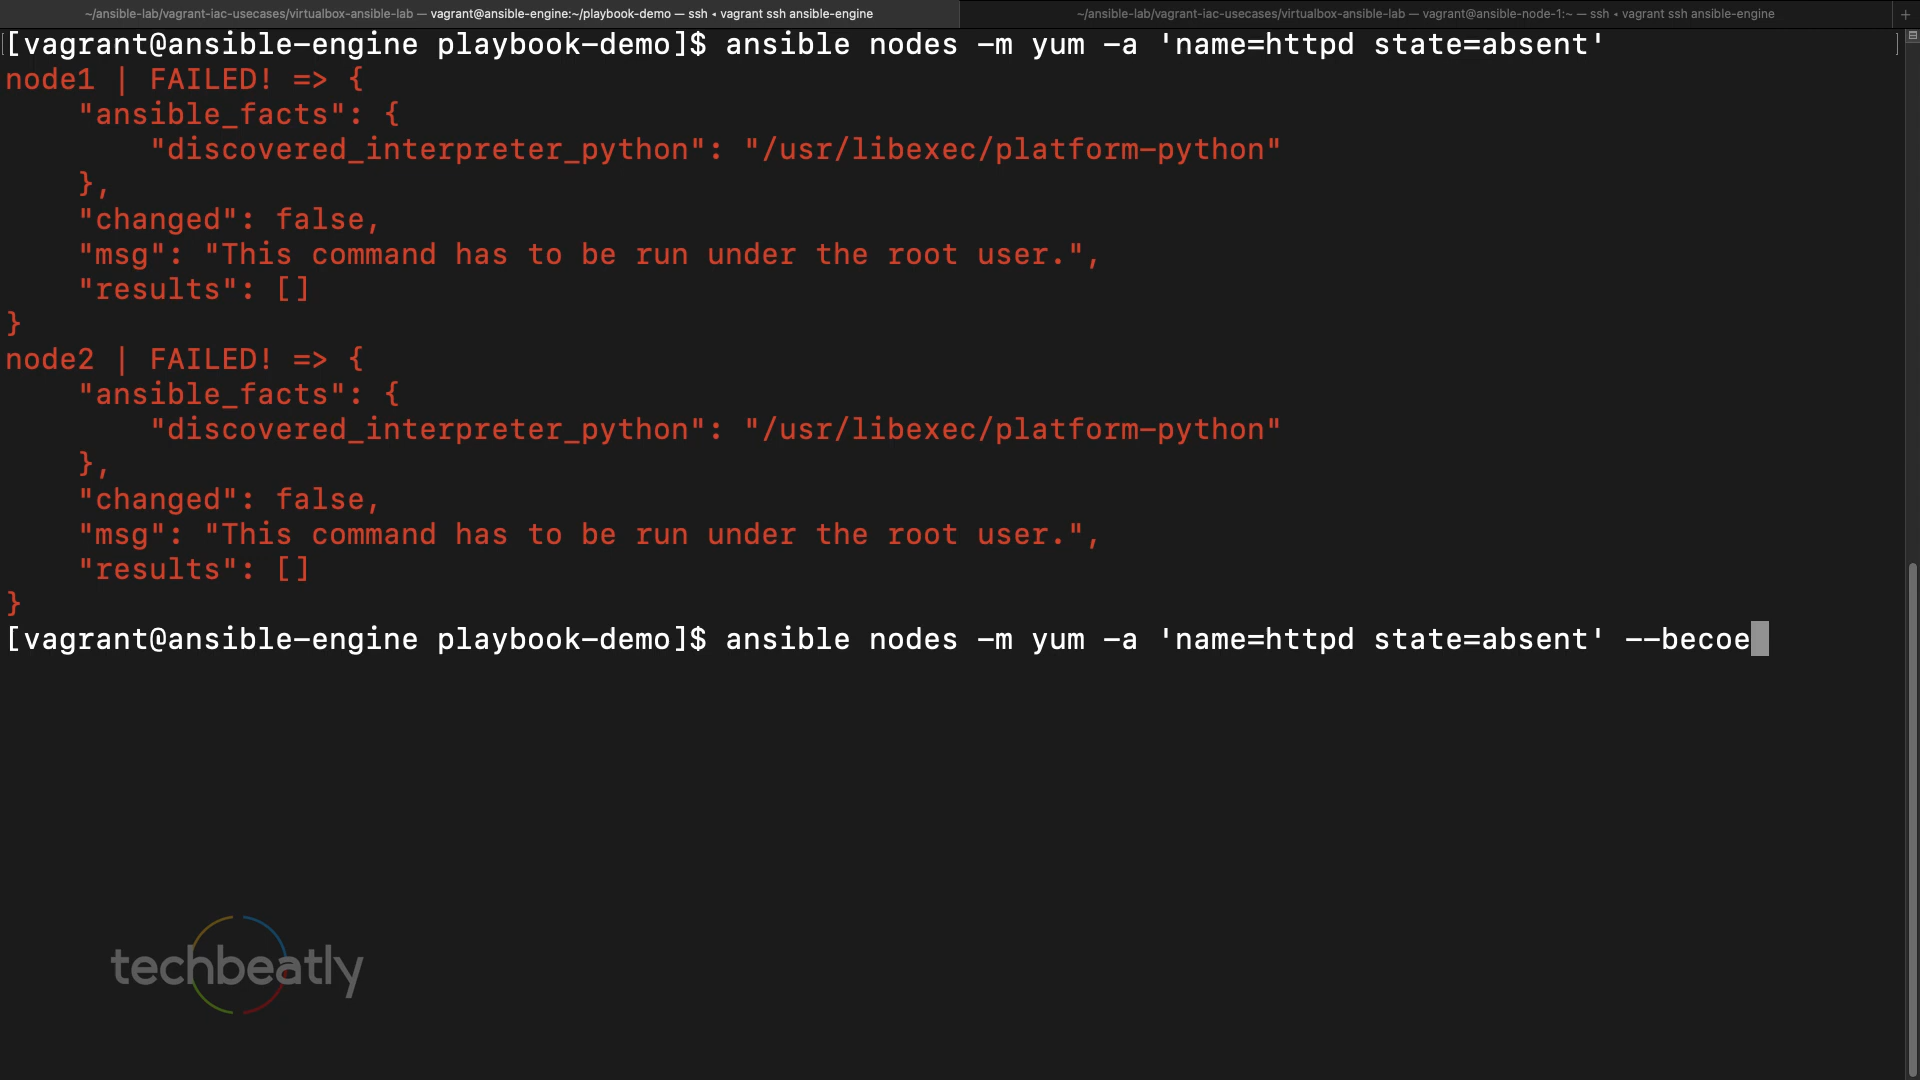 ~/ansible-lab/vagrant-iac-usecases/virtualbox-ansible-lab — vagrant@ansible-engine:~/playbook-demo — ssh ◂ vagrant ssh ansible-engine
~/ansible-lab/vagrant-iac-usecases/virtualbox-ansible-lab — vagrant@ansible-node-1:~ — ssh ◂ vagrant ssh ansible-engine
+
[vagrant@ansible-engine playbook-demo]$ ansible nodes -m yum -a 'name=httpd state=absent' ]
node1 | FAILED! => {
    "ansible_facts": {
        "discovered_interpreter_python": "/usr/libexec/platform-python"
    },
    "changed": false,
    "msg": "This command has to be run under the root user.",
    "results": []
}
node2 | FAILED! => {
    "ansible_facts": {
        "discovered_interpreter_python": "/usr/libexec/platform-python"
    },
    "changed": false,
    "msg": "This command has to be run under the root user.",
    "results": []
}
[vagrant@ansible-engine playbook-demo]$ ansible nodes -m yum -a 'name=httpd state=absent' --becoe
techbeatly